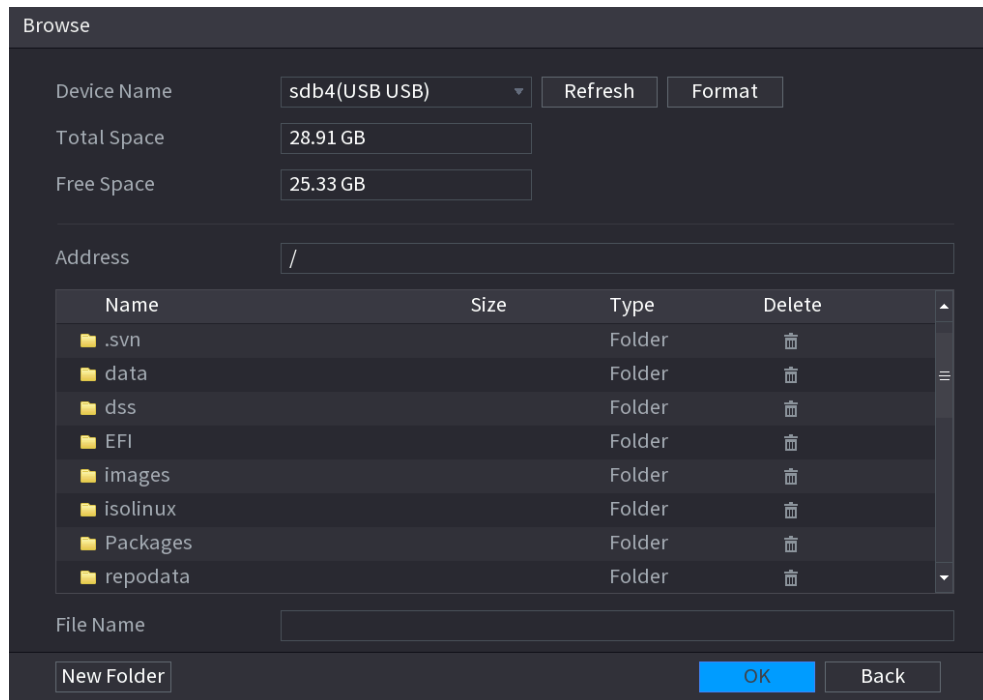 Browse
Device Name sdb4(USB USB) Refresh Format
Total Space 28.91 GB
Free Space 25.33 GB
Address /
Name Size Type Delete
.svn Folder
data Folder
dss Folder
EFI Folder
images Folder
isolinux Folder
Packages Folder
repodata Folder
File Name
New Folder OK Back